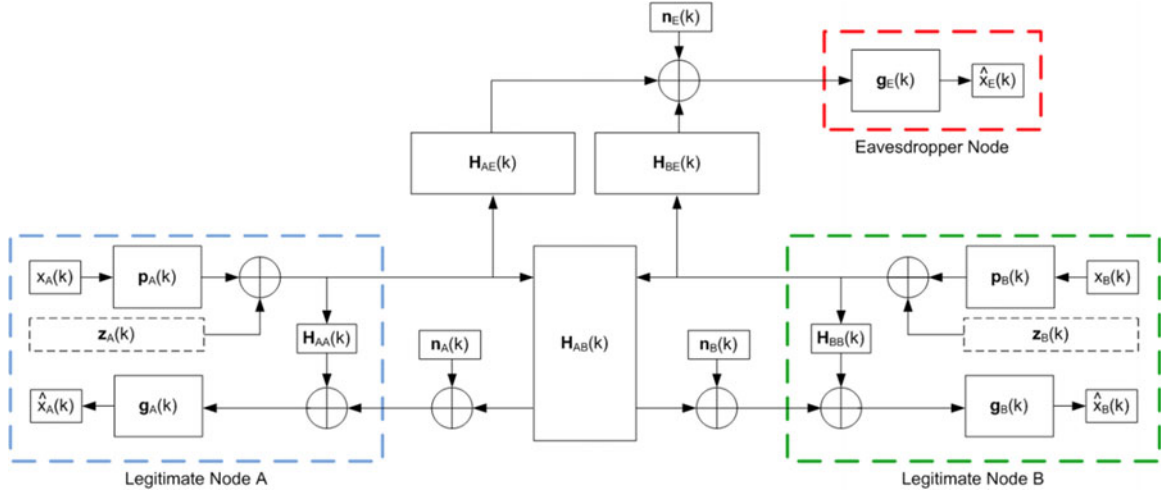 n_E(k)
g_E(k)
x̂_E(k)
Eavesdropper Node
H_AE(k)
H_BE(k)
x_A(k)
p_A(k)
z_A(k)
H_AA(k)
n_A(k)
x̂_A(k)
g_A(k)
Legitimate Node A
H_AB(k)
p_B(k)
x_B(k)
z_B(k)
n_B(k)
H_BB(k)
g_B(k)
x̂_B(k)
Legitimate Node B